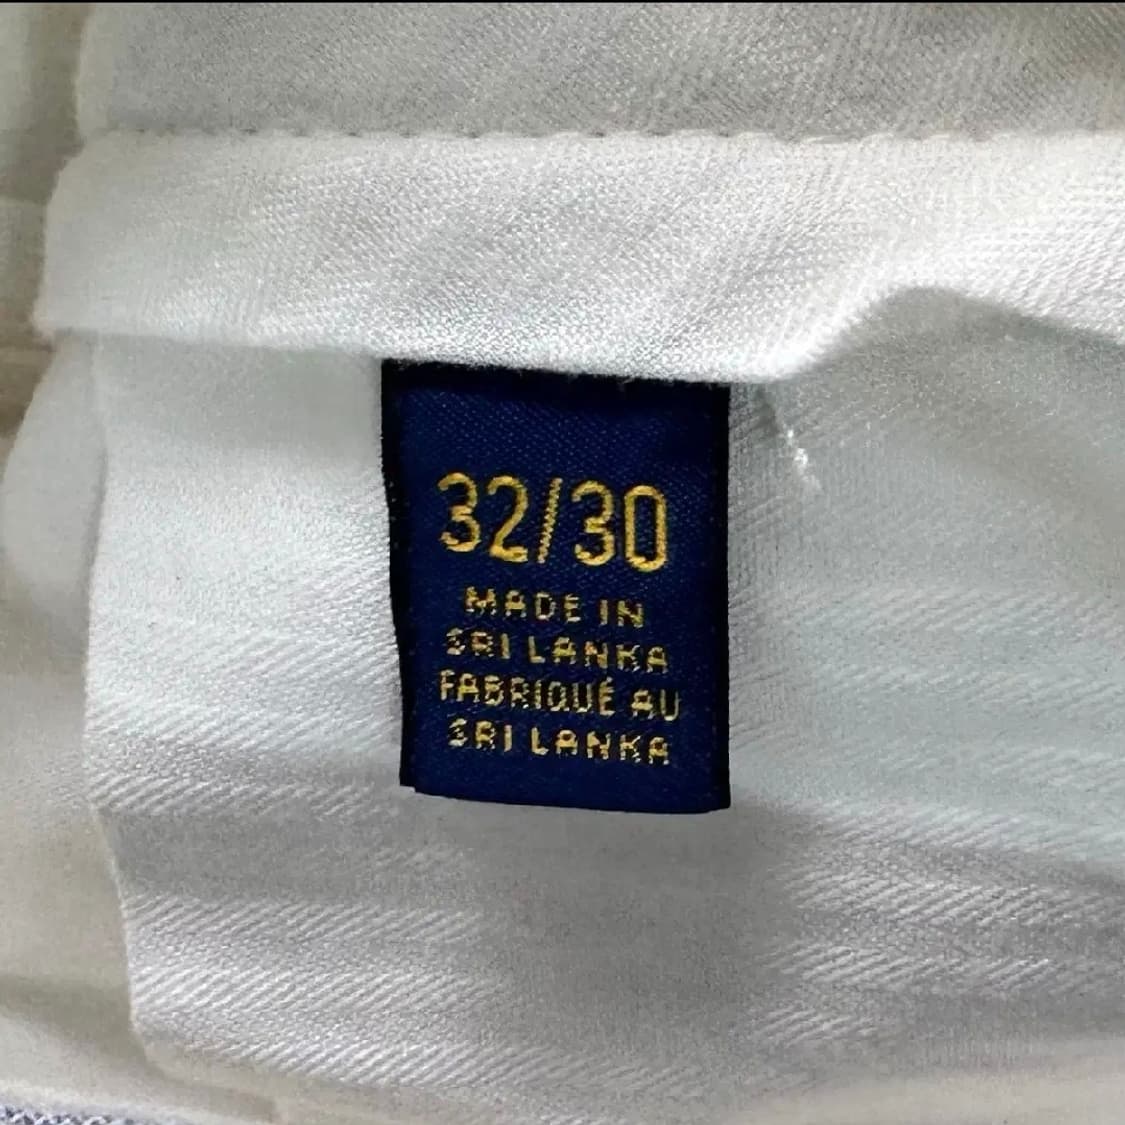 32/30
MADE IN
SRI LANKA
FABRIQUÉ AU
SRI LANKA